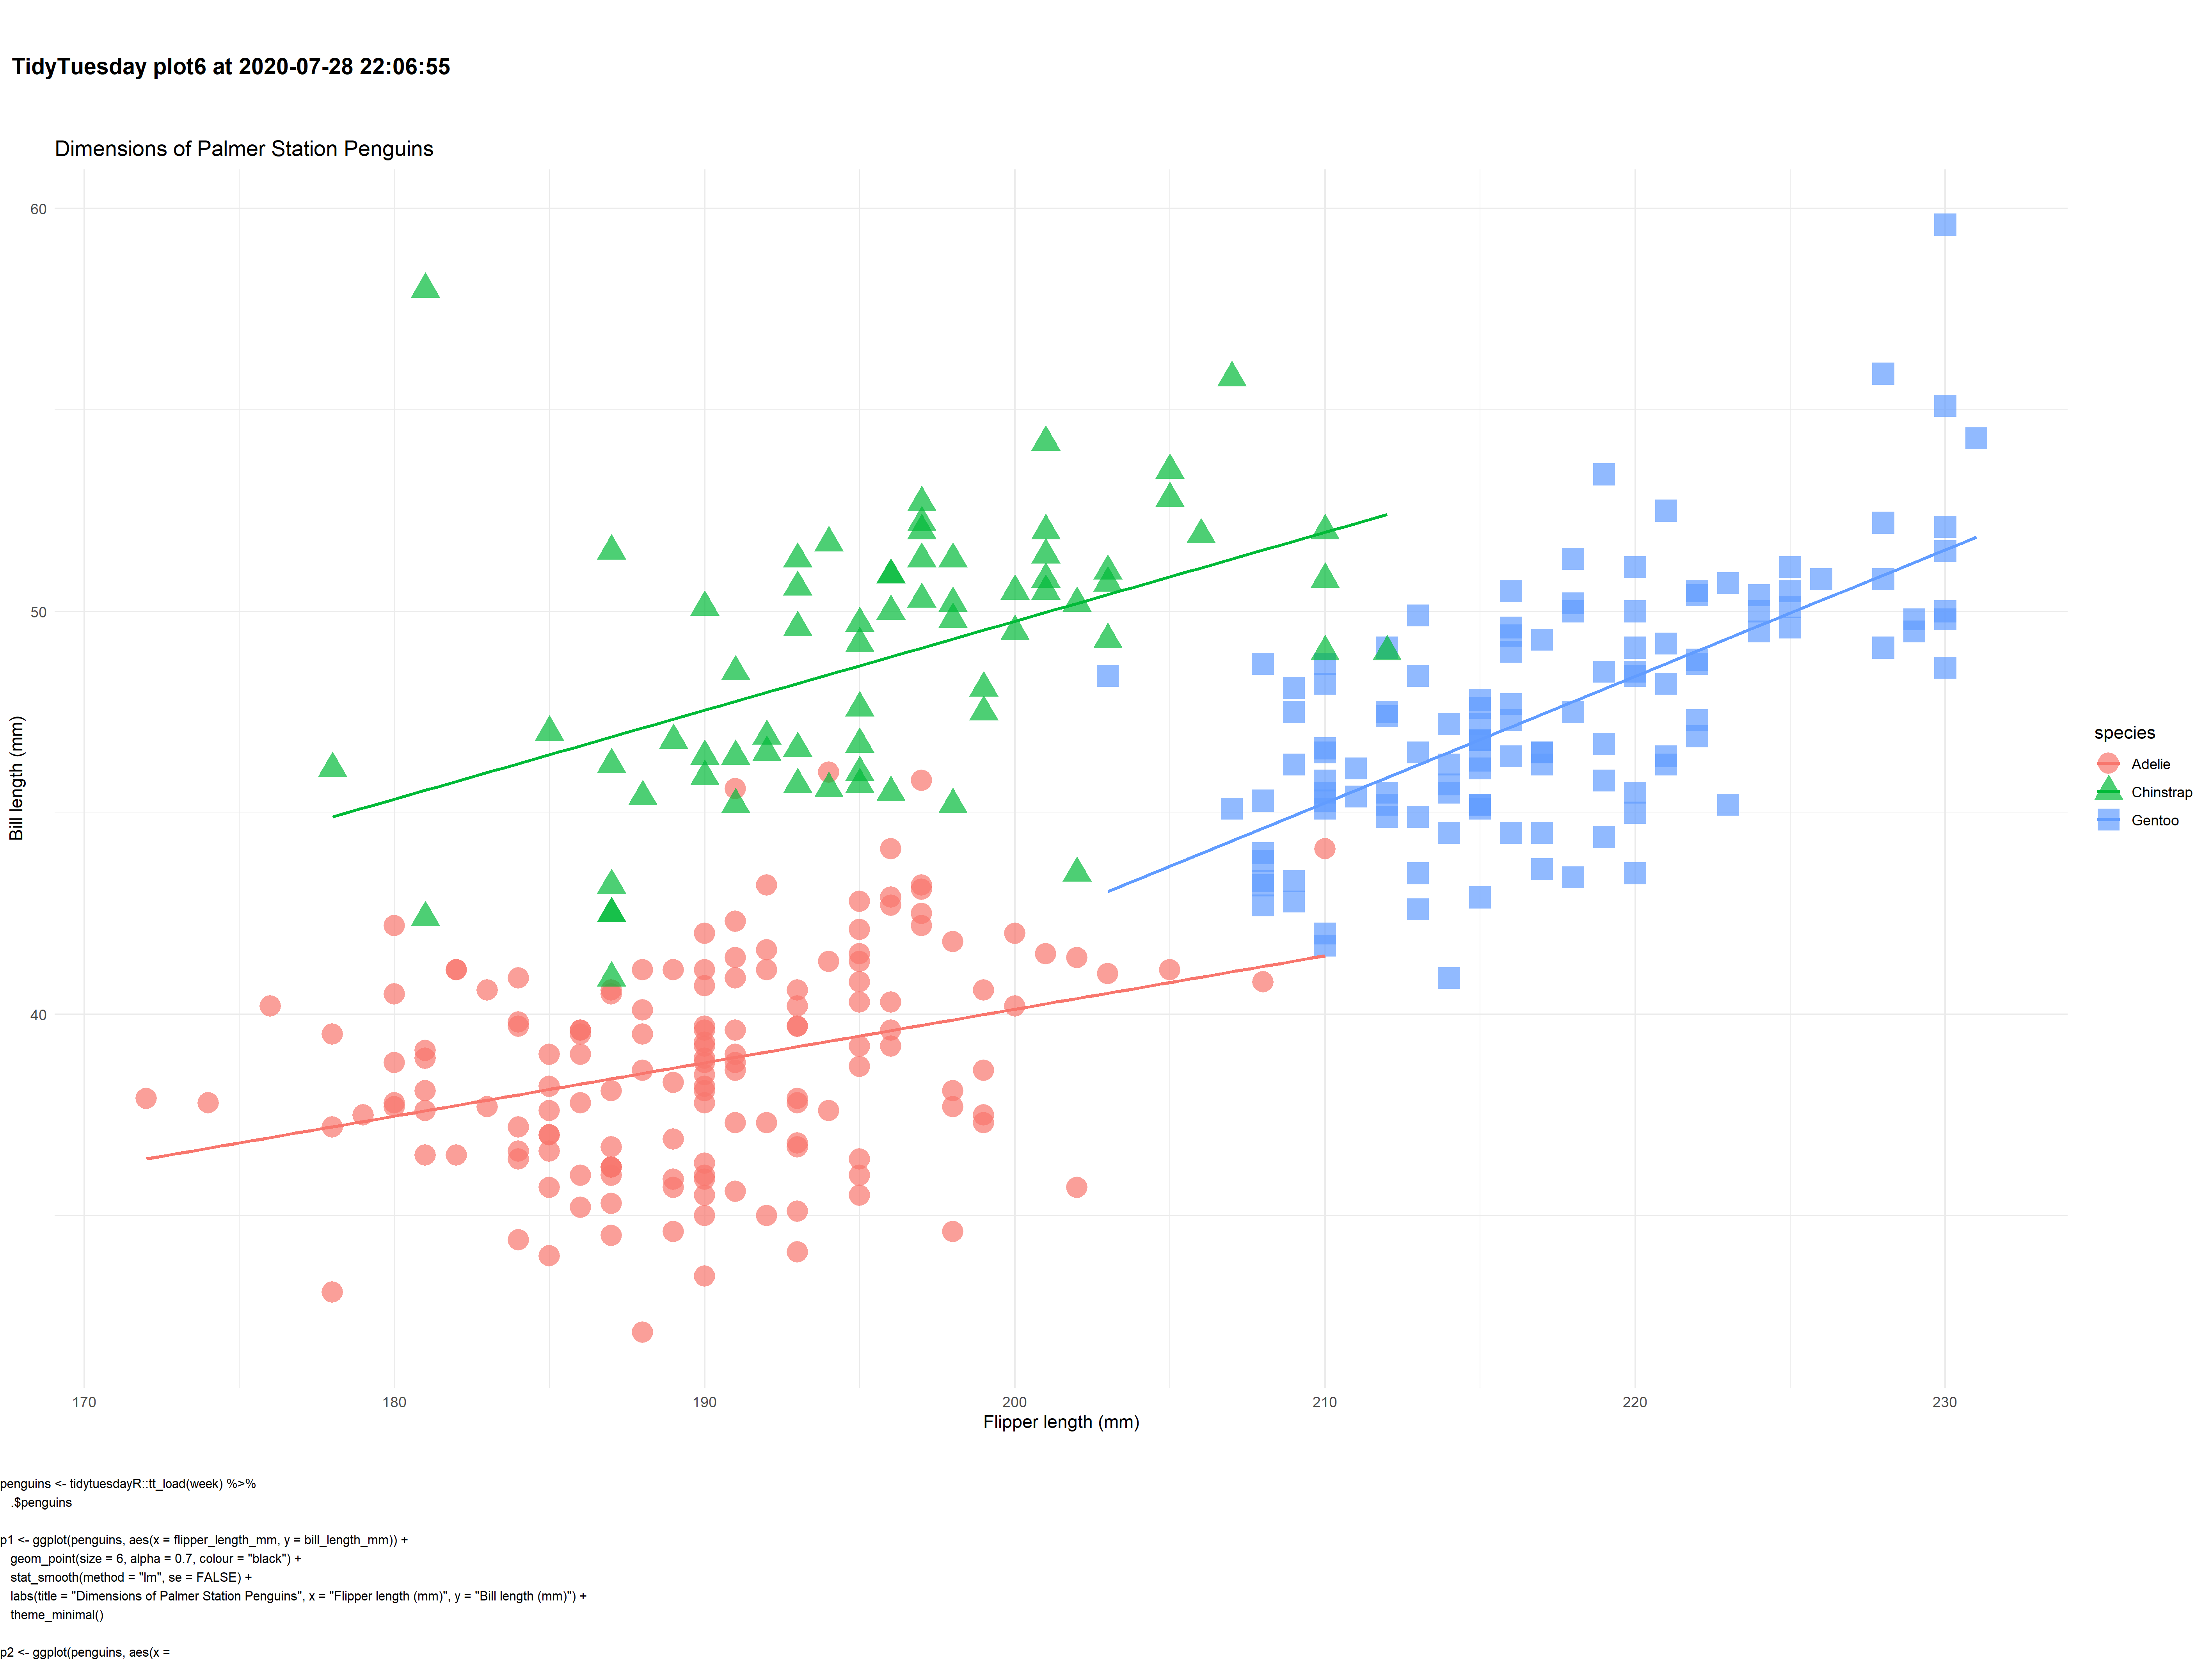 TidyTuesday plot6 at 2020-07-28 22:06:55
Dimensions of Palmer Station Penguins
60
50
40
Bill length (mm)
170 180 190 200 210 220 230
Flipper length (mm)
species
Adelie
Chinstrap
Gentoo
penguins <- tidytuesdayR::tt_load(week) %>%
.$penguins
p1 <- ggplot(penguins, aes(x = flipper_length_mm, y = bill_length_mm)) +
geom_point(size = 6, alpha = 0.7, colour = "black") +
stat_smooth(method = "lm", se = FALSE) +
labs(title = "Dimensions of Palmer Station Penguins", x = "Flipper length (mm)", y = "Bill length (mm)") +
theme_minimal()
p2 <- ggplot(penguins, aes(x =